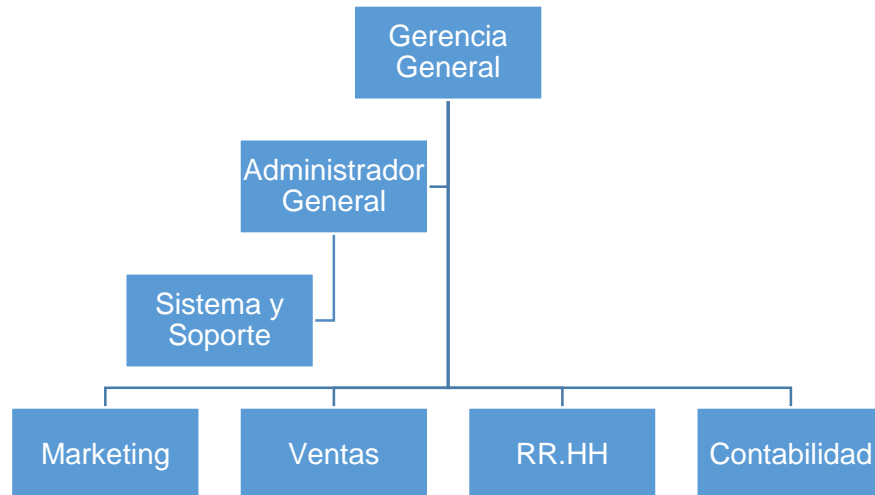 Gerencia
General
Administrador
General
Sistema y
Soporte
Marketing
Ventas
RR.HH
Contabilidad